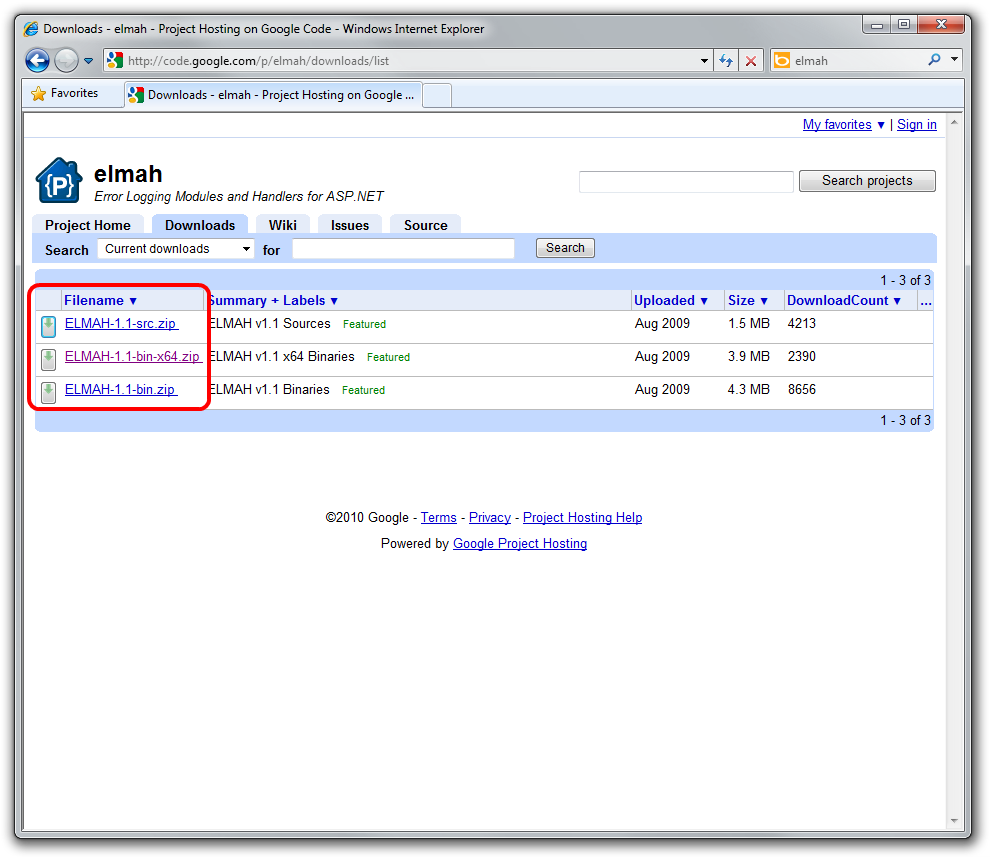 Downloads - elmah - Project Hosting on Google Code - Windows Internet Explorer
http://code.google.com/p/elmah/downloads/list
elmah
Favorites
Downloads - elmah - Project Hosting on Google ...
My favorites ▼ | Sign in
{P}
elmah
Error Logging Modules and Handlers for ASP.NET
Search projects
Project Home Downloads Wiki Issues Source
Search Current downloads for Search
1 - 3 of 3
Filename ▼ Summary + Labels ▼ Uploaded ▼ Size ▼ DownloadCount ▼ ...
ELMAH-1.1-src.zip ELMAH v1.1 Sources Featured Aug 2009 1.5 MB 4213
ELMAH-1.1-bin-x64.zip ELMAH v1.1 x64 Binaries Featured Aug 2009 3.9 MB 2390
ELMAH-1.1-bin.zip ELMAH v1.1 Binaries Featured Aug 2009 4.3 MB 8656
1 - 3 of 3
©2010 Google - Terms - Privacy - Project Hosting Help
Powered by Google Project Hosting